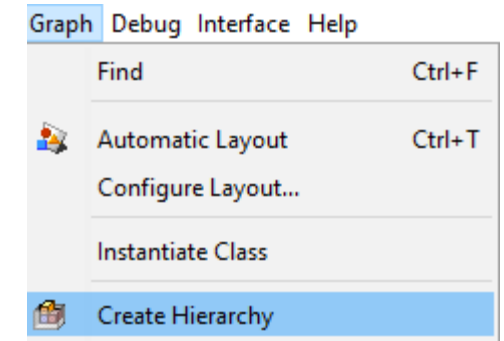 Graph Debug Interface Help
Find Ctrl+F
Automatic Layout Ctrl+T
Configure Layout...
Instantiate Class
Create Hierarchy